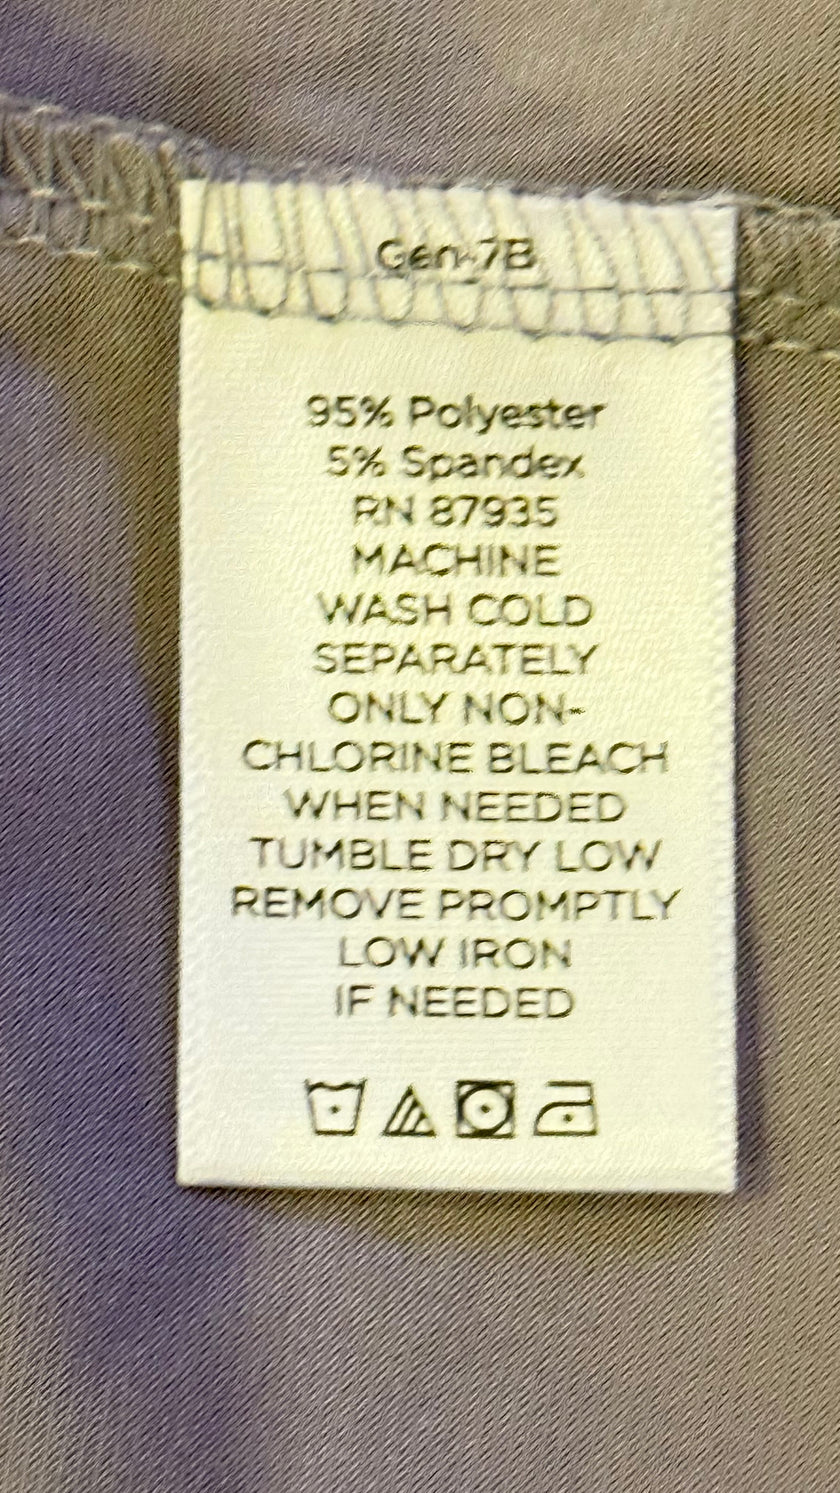 Gen-7B
95% Polyester
5% Spandex
RN 87935
MACHINE
WASH COLD
SEPARATELY
ONLY NON-
CHLORINE BLEACH
WHEN NEEDED
TUMBLE DRY LOW
REMOVE PROMPTLY
LOW IRON
IF NEEDED